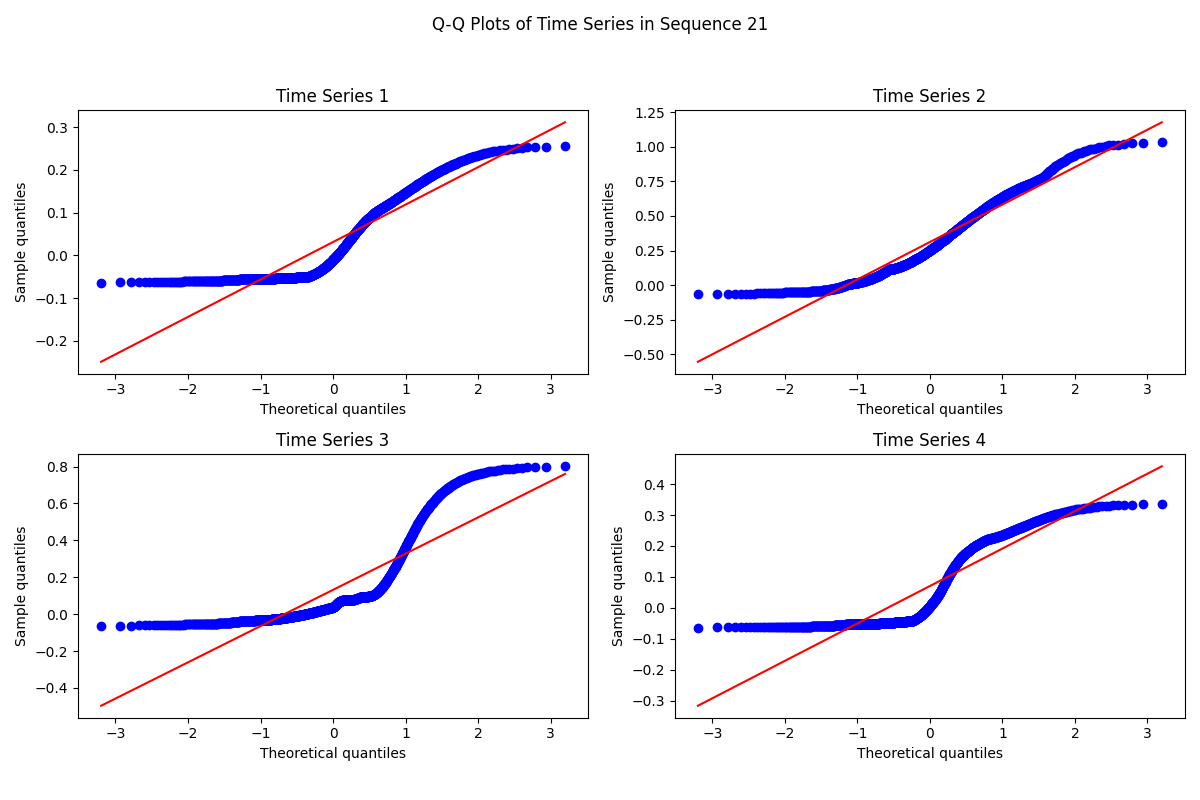 Q-Q Plots of Time Series in Sequence 21
Time Series 1
0.3
0.2
0.1
0.0
−0.1
−0.2
Sample quantiles
−3 −2 −1 0 1 2 3
Theoretical quantiles
Time Series 2
1.25
1.00
0.75
0.50
0.25
0.00
−0.25
−0.50
Sample quantiles
−3 −2 −1 0 1 2 3
Theoretical quantiles
Time Series 3
0.8
0.6
0.4
0.2
0.0
−0.2
−0.4
Sample quantiles
−3 −2 −1 0 1 2 3
Theoretical quantiles
Time Series 4
0.4
0.3
0.2
0.1
0.0
−0.1
−0.2
−0.3
Sample quantiles
−3 −2 −1 0 1 2 3
Theoretical quantiles